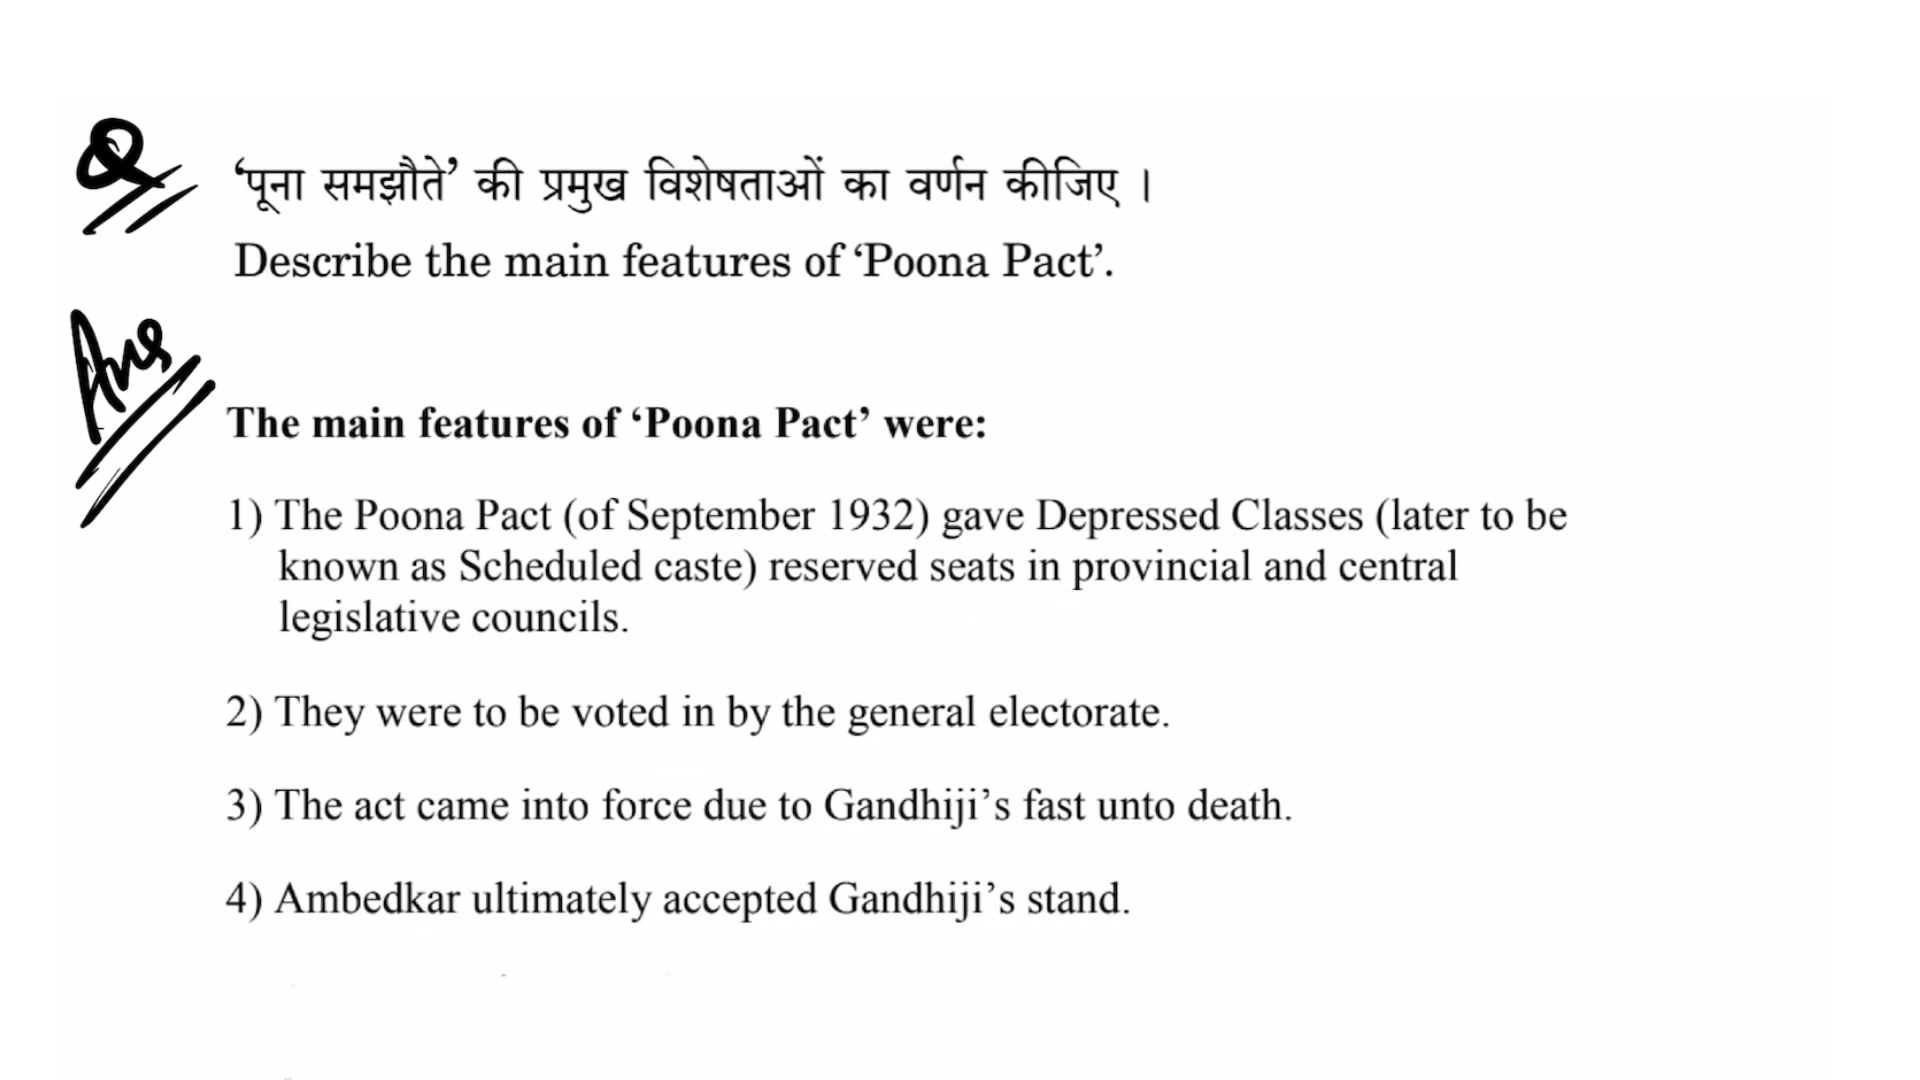 Q
‘पूना समझौते’ की प्रमुख विशेषताओं का वर्णन कीजिए ।
Describe the main features of ‘Poona Pact’.
Ans
The main features of ‘Poona Pact’ were:
1) The Poona Pact (of September 1932) gave Depressed Classes (later to be
known as Scheduled caste) reserved seats in provincial and central
legislative councils.
2) They were to be voted in by the general electorate.
3) The act came into force due to Gandhiji’s fast unto death.
4) Ambedkar ultimately accepted Gandhiji’s stand.